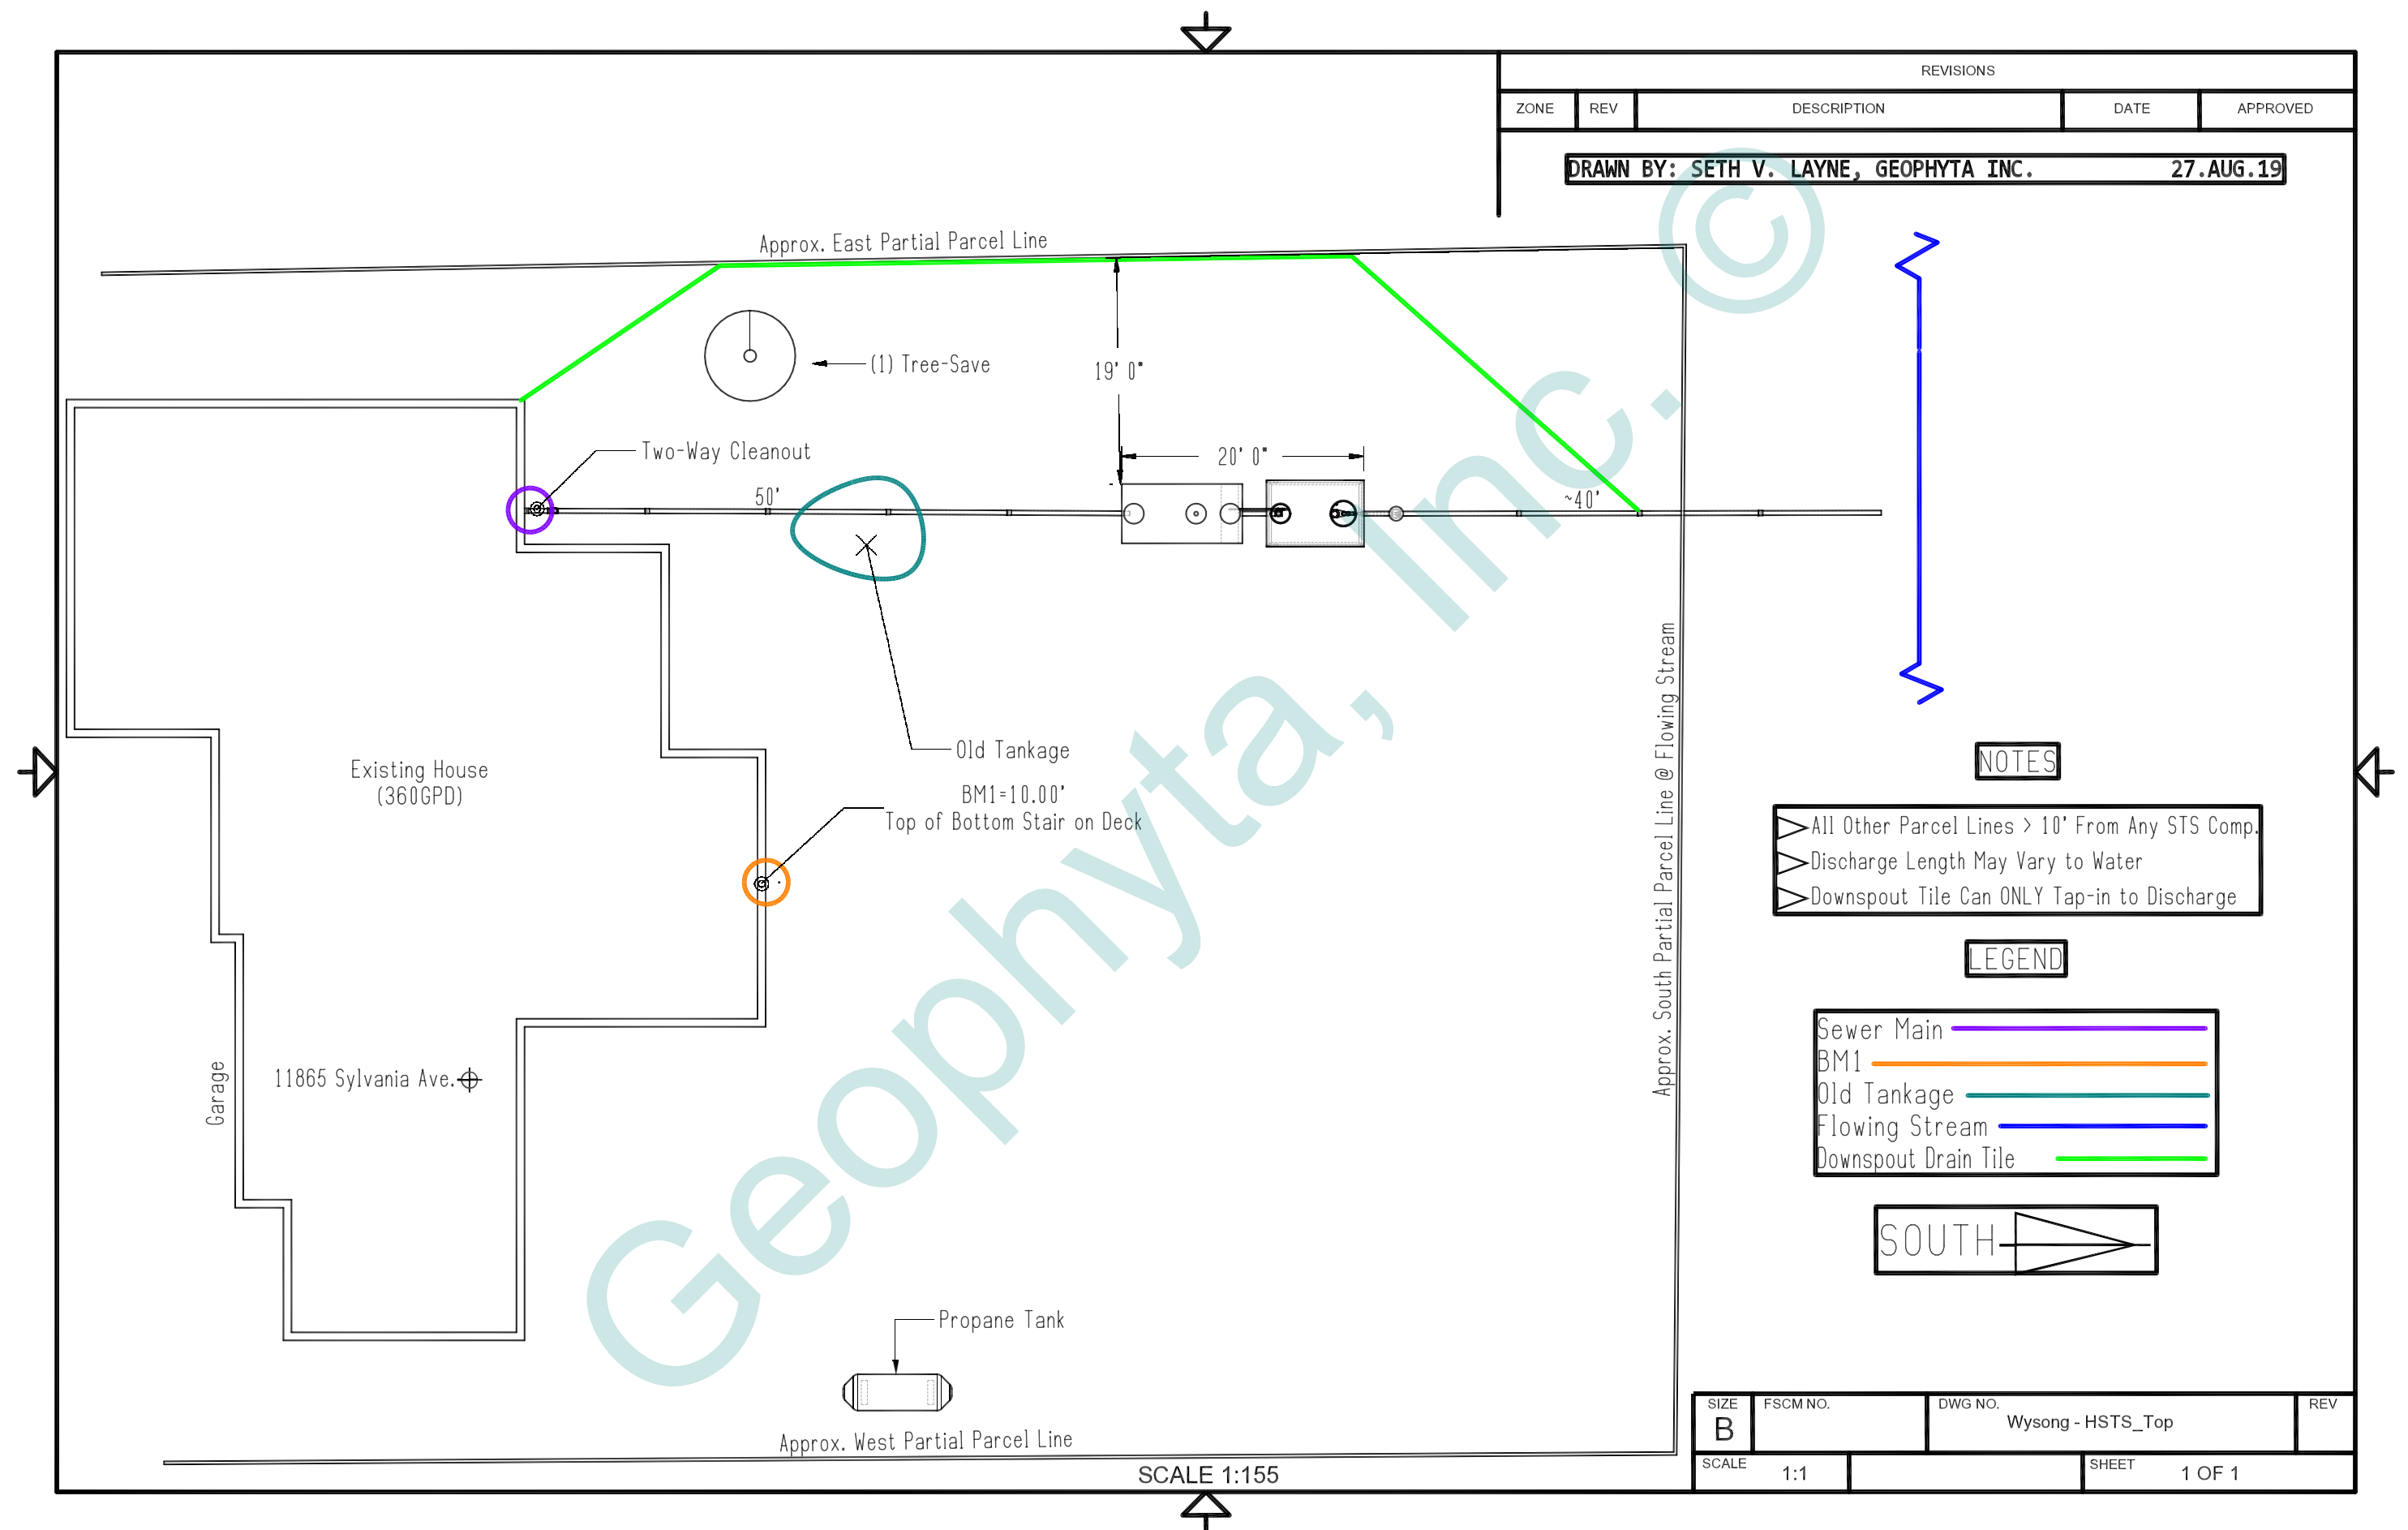 REVISIONS
ZONE REV DESCRIPTION DATE APPROVED
DRAWN BY: SETH V. LAYNE, GEOPHYTA INC. 27.AUG.19
Approx. East Partial Parcel Line
(1) Tree-Save
19' 0"
Two-Way Cleanout
20' 0"
50'
~40'
Old Tankage
Existing House
(360GPD)
BM1=10.00'
Top of Bottom Stair on Deck
Approx. South Partial Parcel Line @ Flowing Stream
NOTES
All Other Parcel Lines > 10' From Any STS Comp.
Discharge Length May Vary to Water
Downspout Tile Can ONLY Tap-in to Discharge
LEGEND
Sewer Main
BM1
Old Tankage
Flowing Stream
Downspout Drain Tile
SOUTH
Garage
11865 Sylvania Ave.
Propane Tank
Approx. West Partial Parcel Line
SCALE 1:155
SIZE
B
FSCM NO.
DWG NO.
Wysong - HSTS_Top
REV
SCALE 1:1
SHEET 1 OF 1
Geophyta, Inc. ©